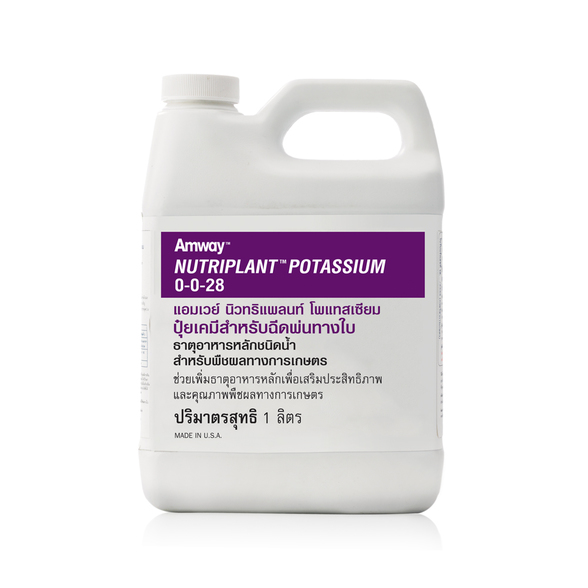 Amway™
NUTRIPLANT™ POTASSIUM
0-0-28
แอมเวย์ นิวทริแพลนท์ โพแทสเซียม
ปุ๋ยเคมีสำหรับฉีดพ่นทางใบ
ธาตุอาหารหลักชนิดน้ำ
สำหรับพืชผลทางการเกษตร
ช่วยเพิ่มธาตุอาหารหลักเพื่อเสริมประสิทธิภาพ
และคุณภาพพืชผลทางการเกษตร
ปริมาตรสุทธิ 1 ลิตร
MADE IN U.S.A.